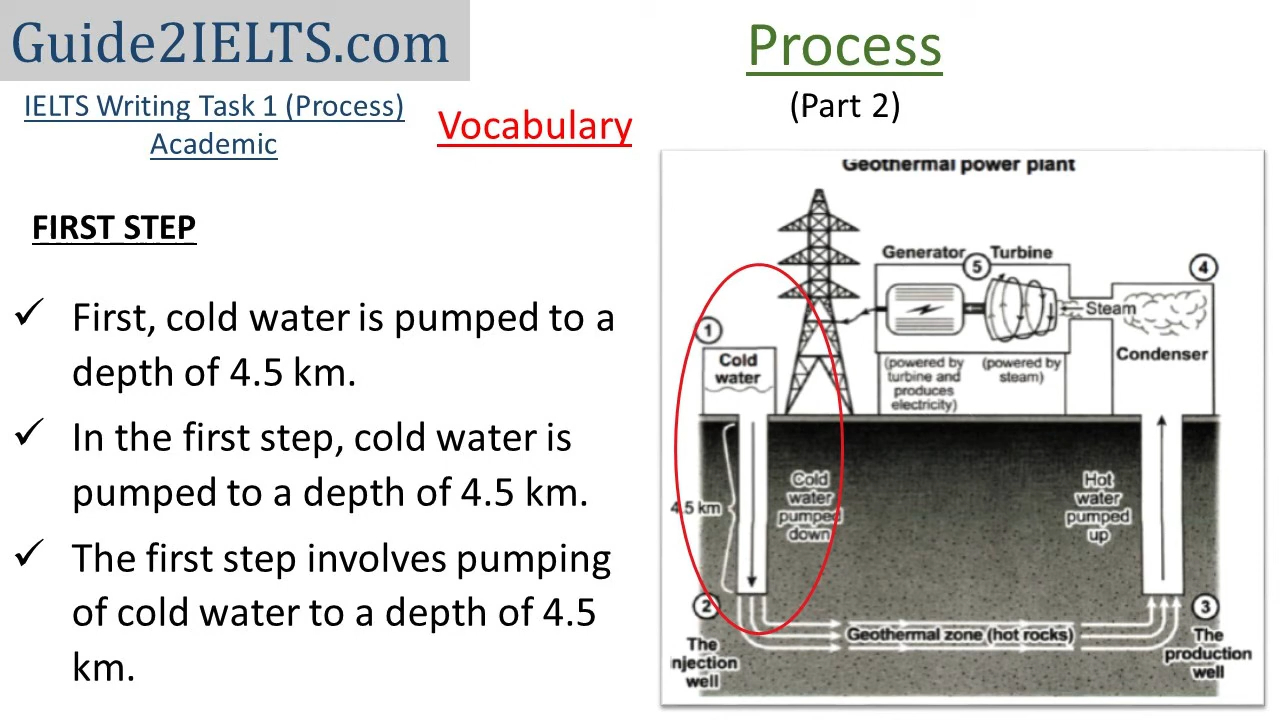 Guide2IELTS.com
IELTS Writing Task 1 (Process)
Academic
Vocabulary
Process
(Part 2)
FIRST STEP
✓ First, cold water is pumped to a
depth of 4.5 km.
✓ In the first step, cold water is
pumped to a depth of 4.5 km.
✓ The first step involves pumping
of cold water to a depth of 4.5
km.
Geothermal power plant
Generator
5
Turbine
4
1
Cold
water
Steam
Condenser
(powered by
turbine and
produces
electricity)
(powered by
steam)
4.5 km
Cold
water
pumped
down
Hot
water
pumped
up
2
The
njection
well
Geothermal zone (hot rocks)
3
The
production
well